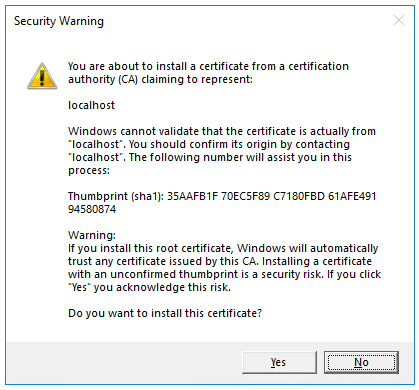 Security Warning
You are about to install a certificate from a certification
authority (CA) claiming to represent:
localhost
Windows cannot validate that the certificate is actually from
"localhost". You should confirm its origin by contacting
"localhost". The following number will assist you in this
process:
Thumbprint (sha1): 35AAFB1F 70EC5F89 C7180FBD 61AFE491
94580874
Warning:
If you install this root certificate, Windows will automatically
trust any certificate issued by this CA. Installing a certificate
with an unconfirmed thumbprint is a security risk. If you click
"Yes" you acknowledge this risk.
Do you want to install this certificate?
Yes
No